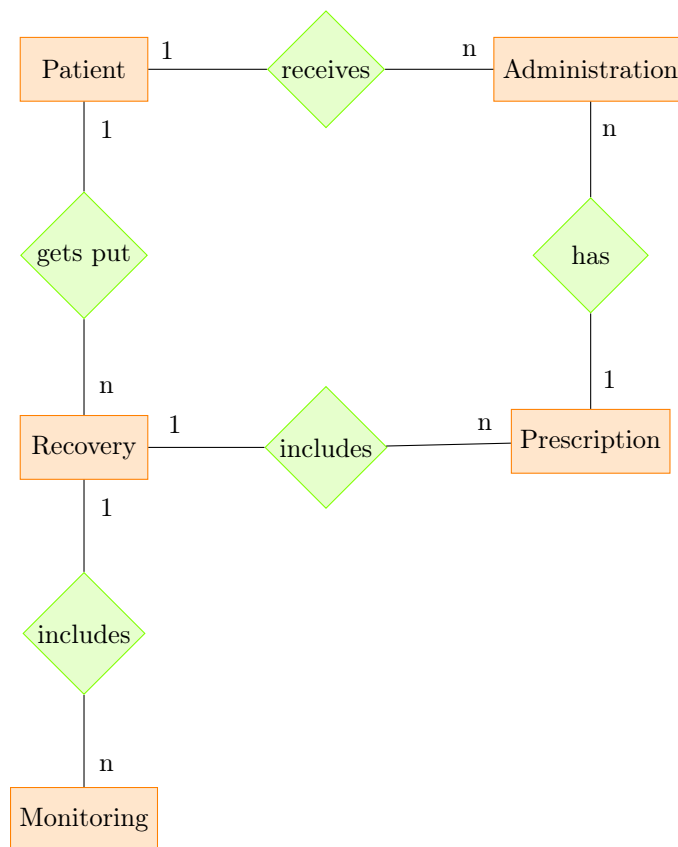 1
n
Patient
receives
Administration
1
n
gets put
has
n
1
1
n
Recovery
includes
Prescription
1
includes
n
Monitoring